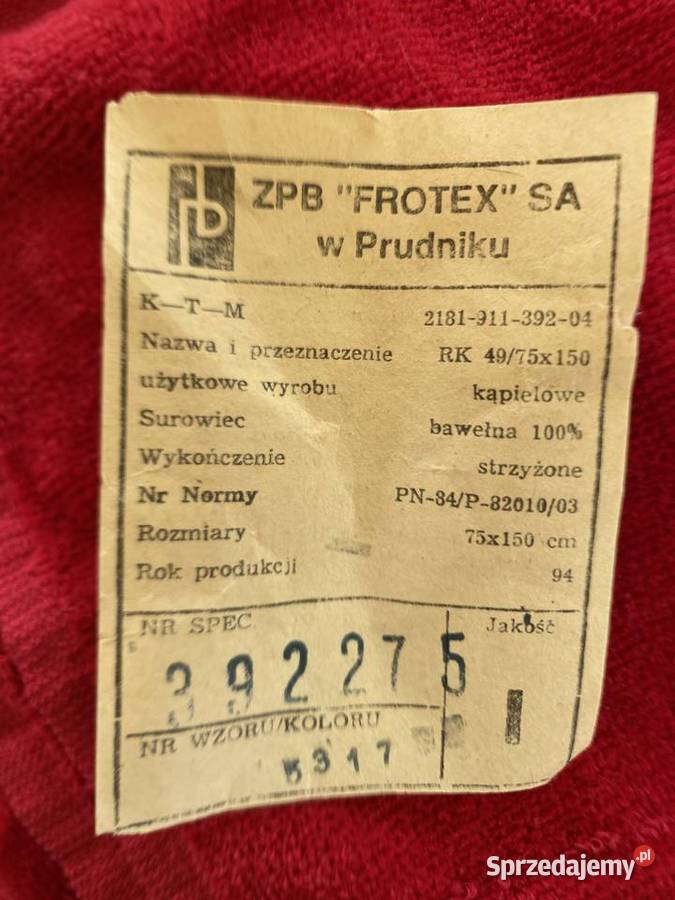 ZPB "FROTEX" SA
w Prudniku
K—T—M 2181-911-392-04
Nazwa i przeznaczenie RK 49/75x150
użytkowe wyrobu kąpielowe
Surowiec bawełna 100%
Wykończenie strzyżone
Nr Normy PN-84/P-82010/03
Rozmiary 75x150 cm
Rok produkcji 94
NR SPEC. Jakość
392275 I
NR WZORU/KOLORU
5317
Sprzedajemy.pl